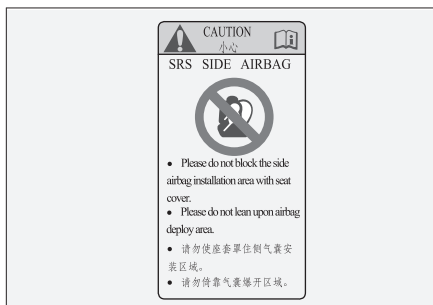 CAUTION
小心
SRS SIDE AIRBAG
● Please do not block the side
airbag installation area with seat
cover.
● Please do not lean upon airbag
deploy area.
● 请勿使座套罩住侧气囊安
装区域。
● 请勿倚靠气囊爆开区域。